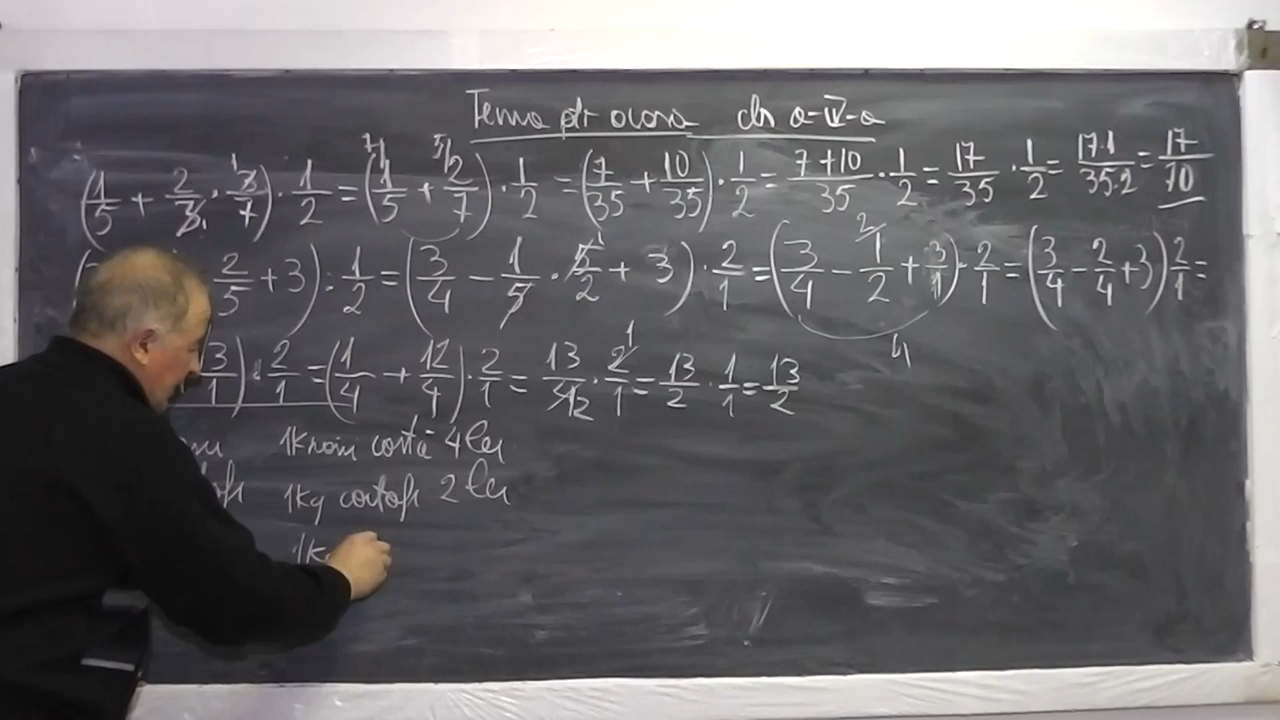 Tema pt acasa cls a-IV-a
(1/5 + 2/3 · 3/7) · 1/2 = (1/5 + 2/7) · 1/2 = (7/35 + 10/35) · 1/2 = 7+10/35 · 1/2 = 17/35 · 1/2 = 17·1/35·2 = 17/70
2/5 + 3) : 1/2 = (3/4 - 1/5 · 5/2 + 3) · 2/1 = (3/4 - 1/2 + 3/1) · 2/1 = (3/4 - 2/4 + 3) 2/1 =
3/1) · 2/1 = (1/4 + 12/4) · 2/1 = 13/4 · 2/1 = 13/2 · 1/1 = 13/2
costă 4 lei
1Kg cartofi 2 lei